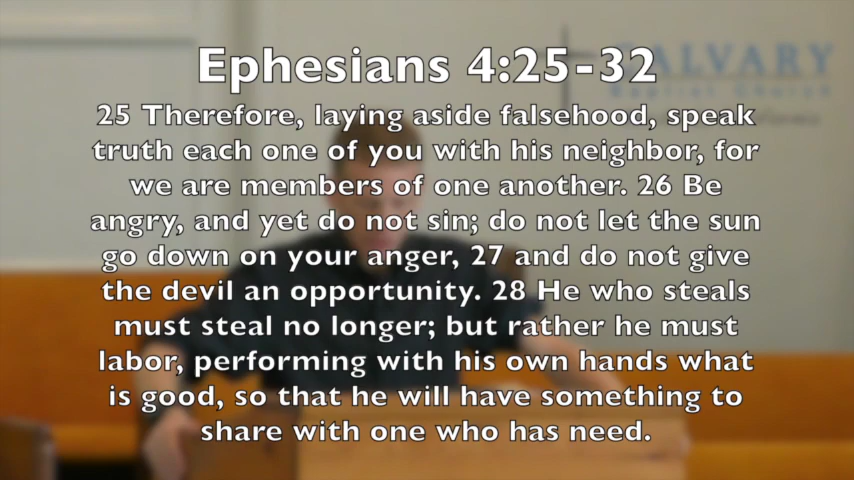 Ephesians 4:25-32
CALVARY
Baptist Church
25 Therefore, laying aside falsehood, speak
truth each one of you with his neighbor, for
we are members of one another. 26 Be
angry, and yet do not sin; do not let the sun
go down on your anger, 27 and do not give
the devil an opportunity. 28 He who steals
must steal no longer; but rather he must
labor, performing with his own hands what
is good, so that he will have something to
share with one who has need.